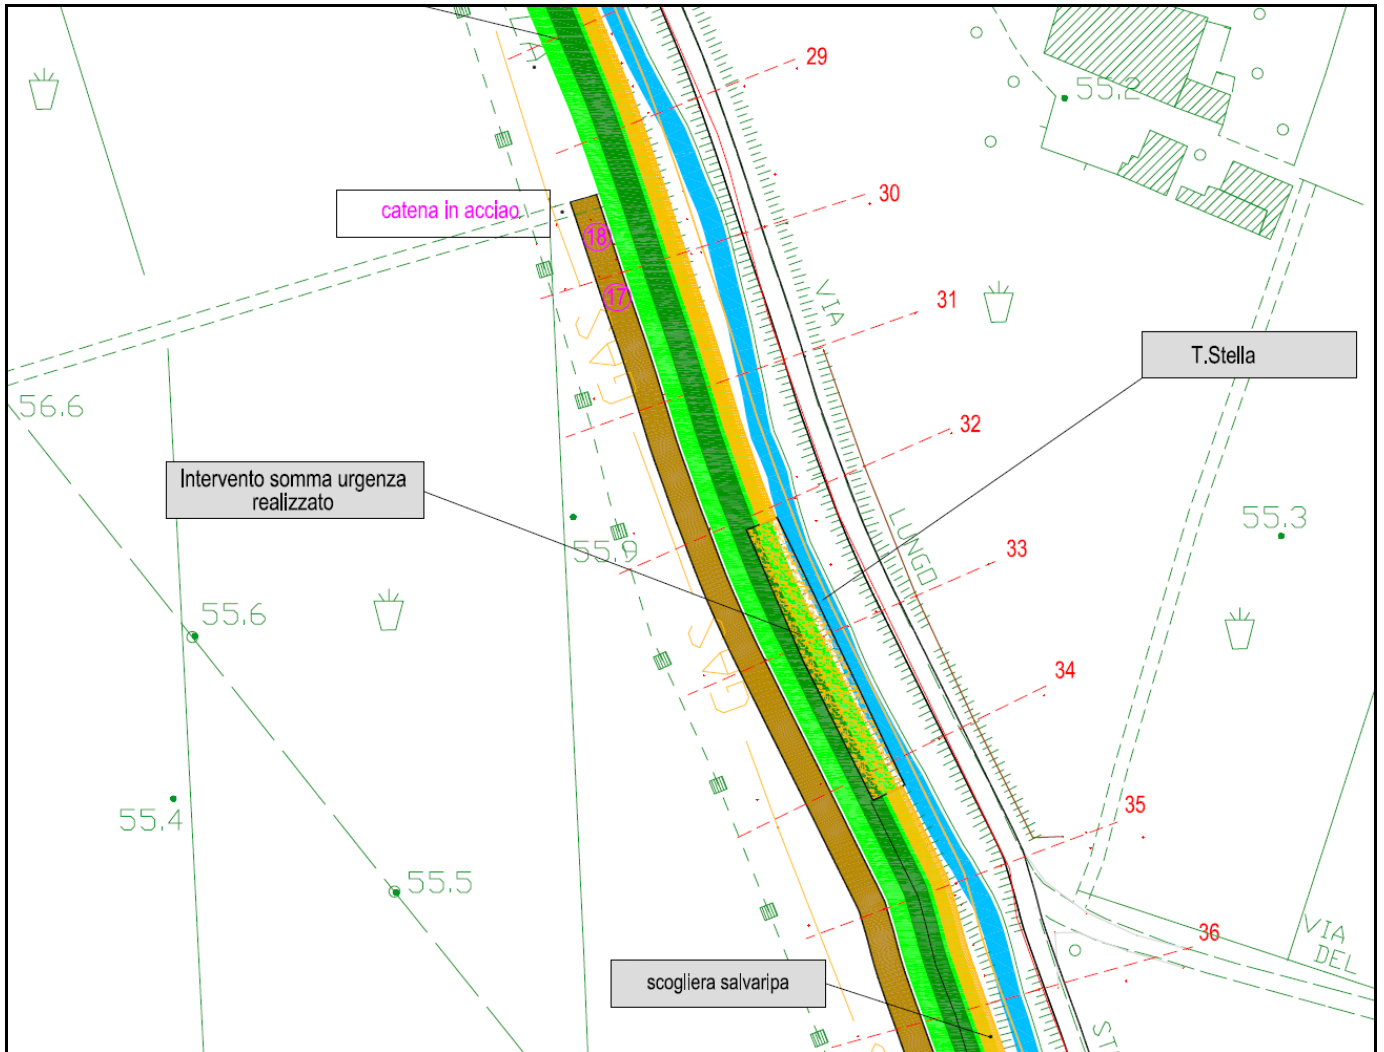 29
55.2
30
catena in acciao
18
17
31
VIA
T.Stella
GAS
56.6
32
Intervento somma urgenza
realizzato
LUNGO
55.3
55.9
33
55.6
GAS
34
35
55.4
55.5
36
VIA
DEL
scogliera salvaripa